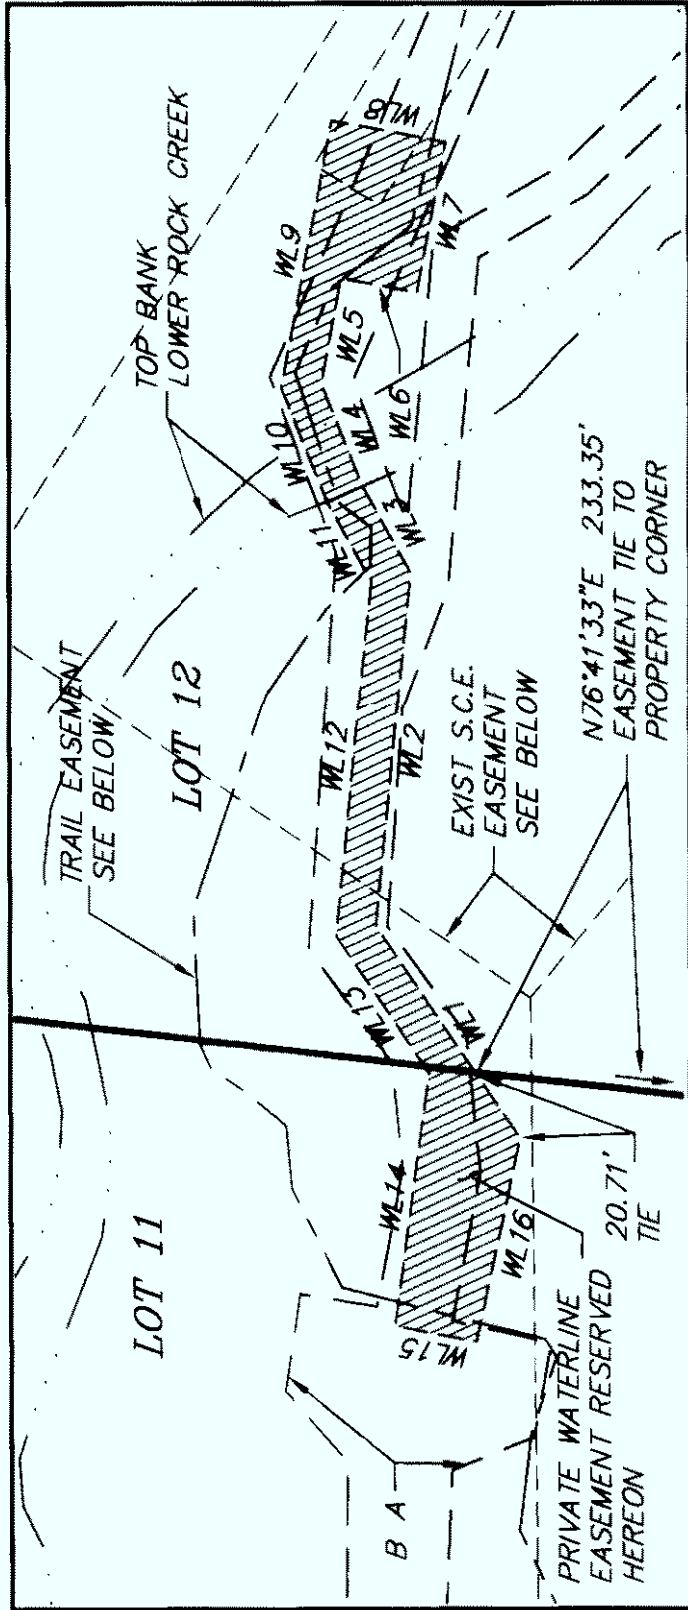 LOT 11
TRAIL EASEMENT
SEE BELOW
LOT 12
TOP BANK
LOWER ROCK CREEK
WL15
WL14
WL13
WL12
WL11
WL10
WL9
WL8
WL16
WL1
WL2
WL3
WL4
WL5
WL6
WL7
B A
PRIVATE WATERLINE
EASEMENT RESERVED
HEREON
20.71'
TIE
EXIST S.C.E.
EASEMENT
SEE BELOW
N76°41'33"E 233.35'
EASEMENT TIE TO
PROPERTY CORNER